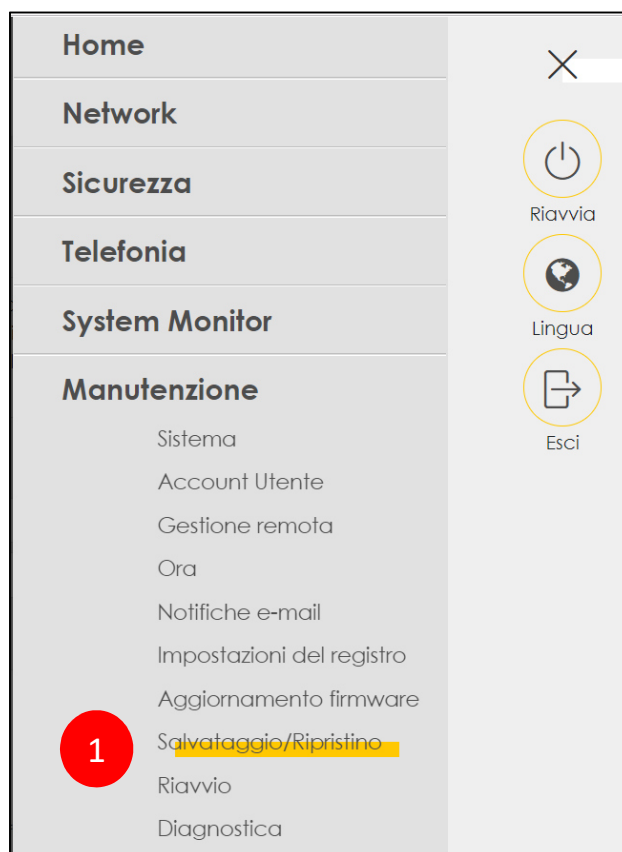 Home
Network
Sicurezza
Telefonia
System Monitor
Manutenzione
Sistema
Account Utente
Gestione remota
Ora
Notifiche e-mail
Impostazioni del registro
Aggiornamento firmware
1
Salvataggio/Ripristino
Riavvio
Diagnostica
Riavvia
Lingua
Esci